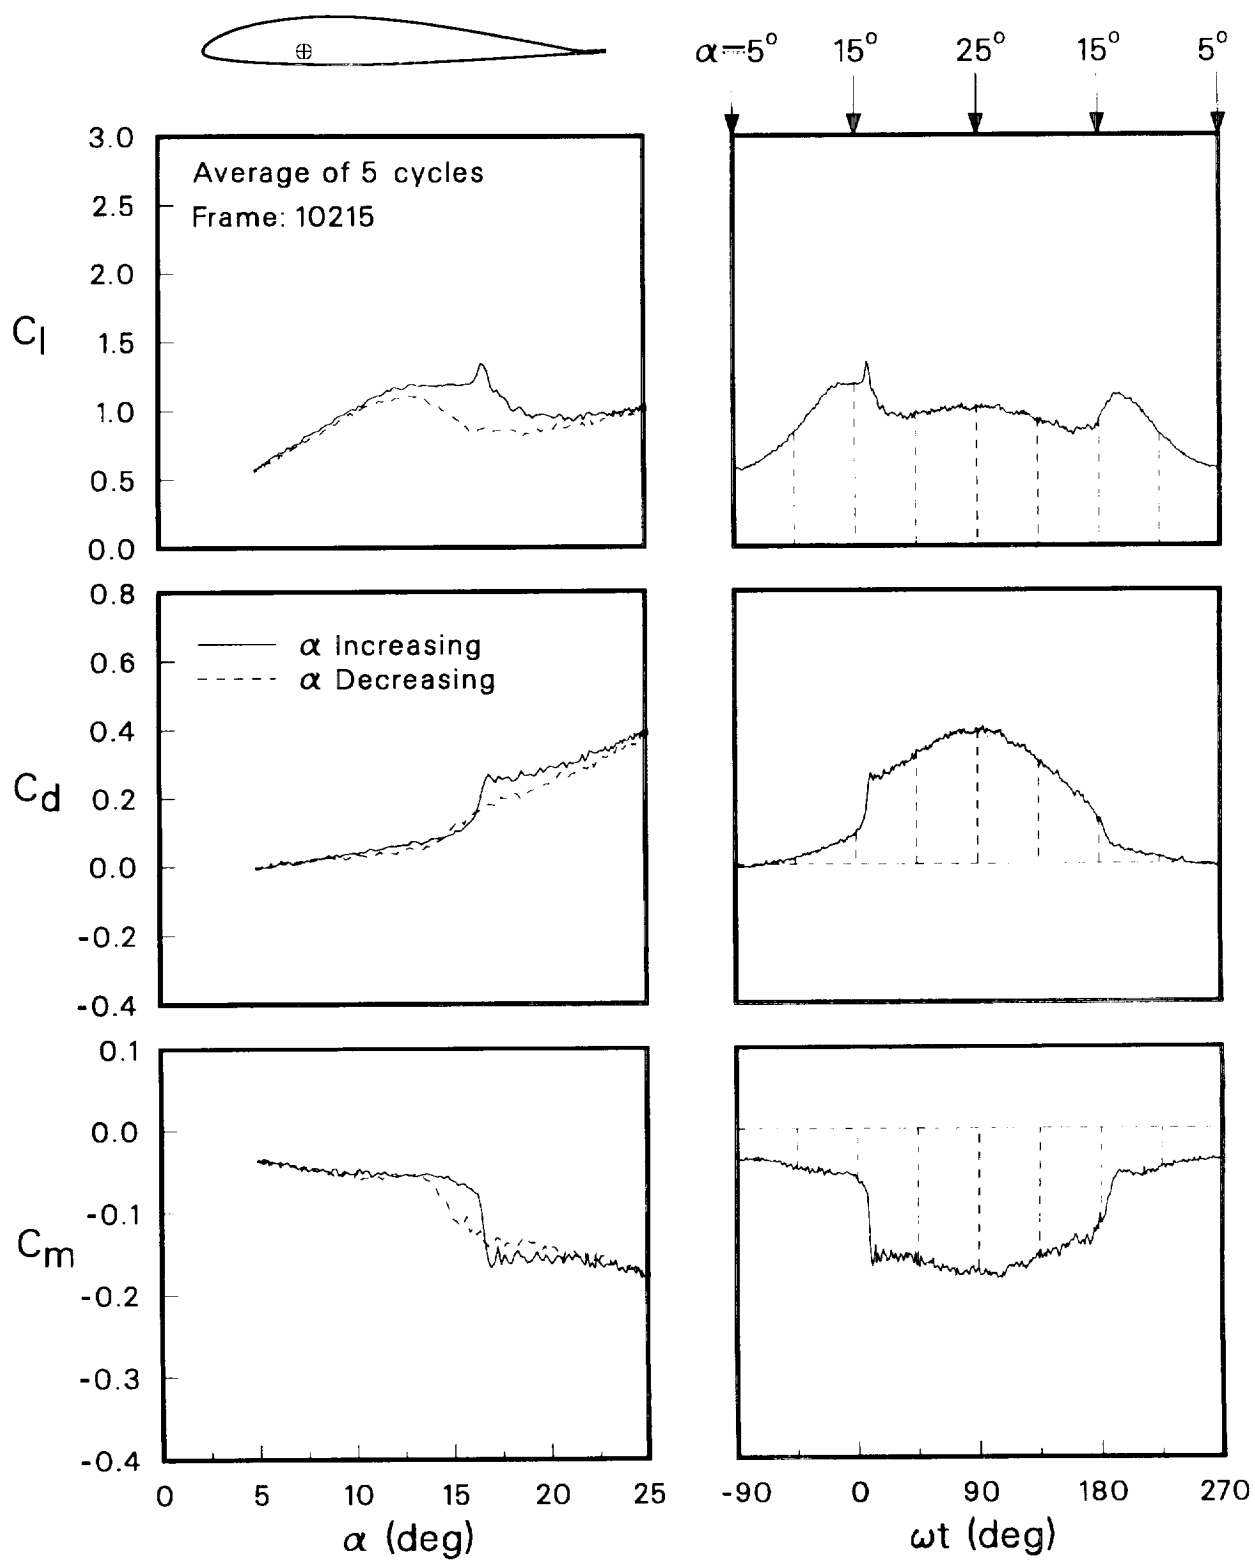 α=5° 15° 25° 15° 5°
3.0
Average of 5 cycles
2.5
Frame: 10215
2.0
Cl
1.5
1.0
0.5
0.0
0.8
0.6
α Increasing
α Decreasing
0.4
Cd
0.2
0.0
-0.2
-0.4
0.1
0.0
-0.1
Cm
-0.2
-0.3
-0.4
0 5 10 15 20 25
α (deg)
-90 0 90 180 270
ωt (deg)